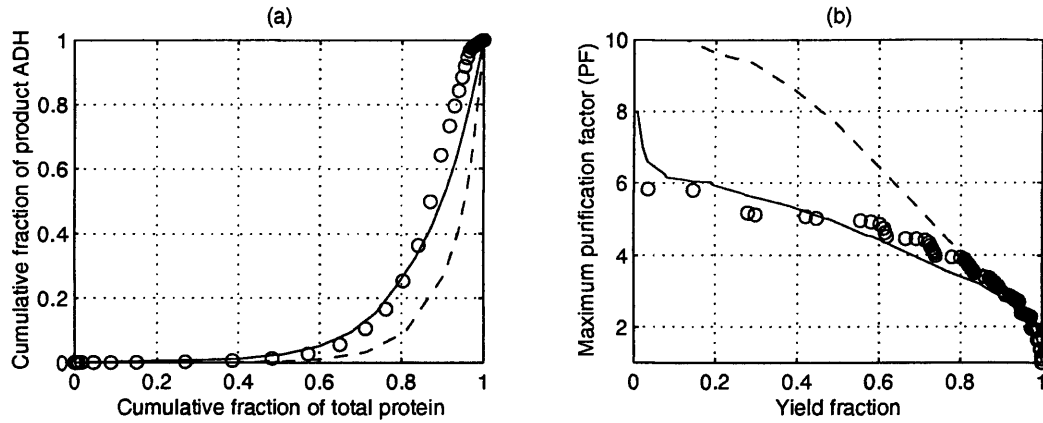 (a)
Cumulative fraction of product ADH
1
0.8
0.6
0.4
0.2
0
0 0.2 0.4 0.6 0.8 1
Cumulative fraction of total protein
(b)
Maximum purification factor (PF)
10
8
6
4
2
0 0.2 0.4 0.6 0.8 1
Yield fraction